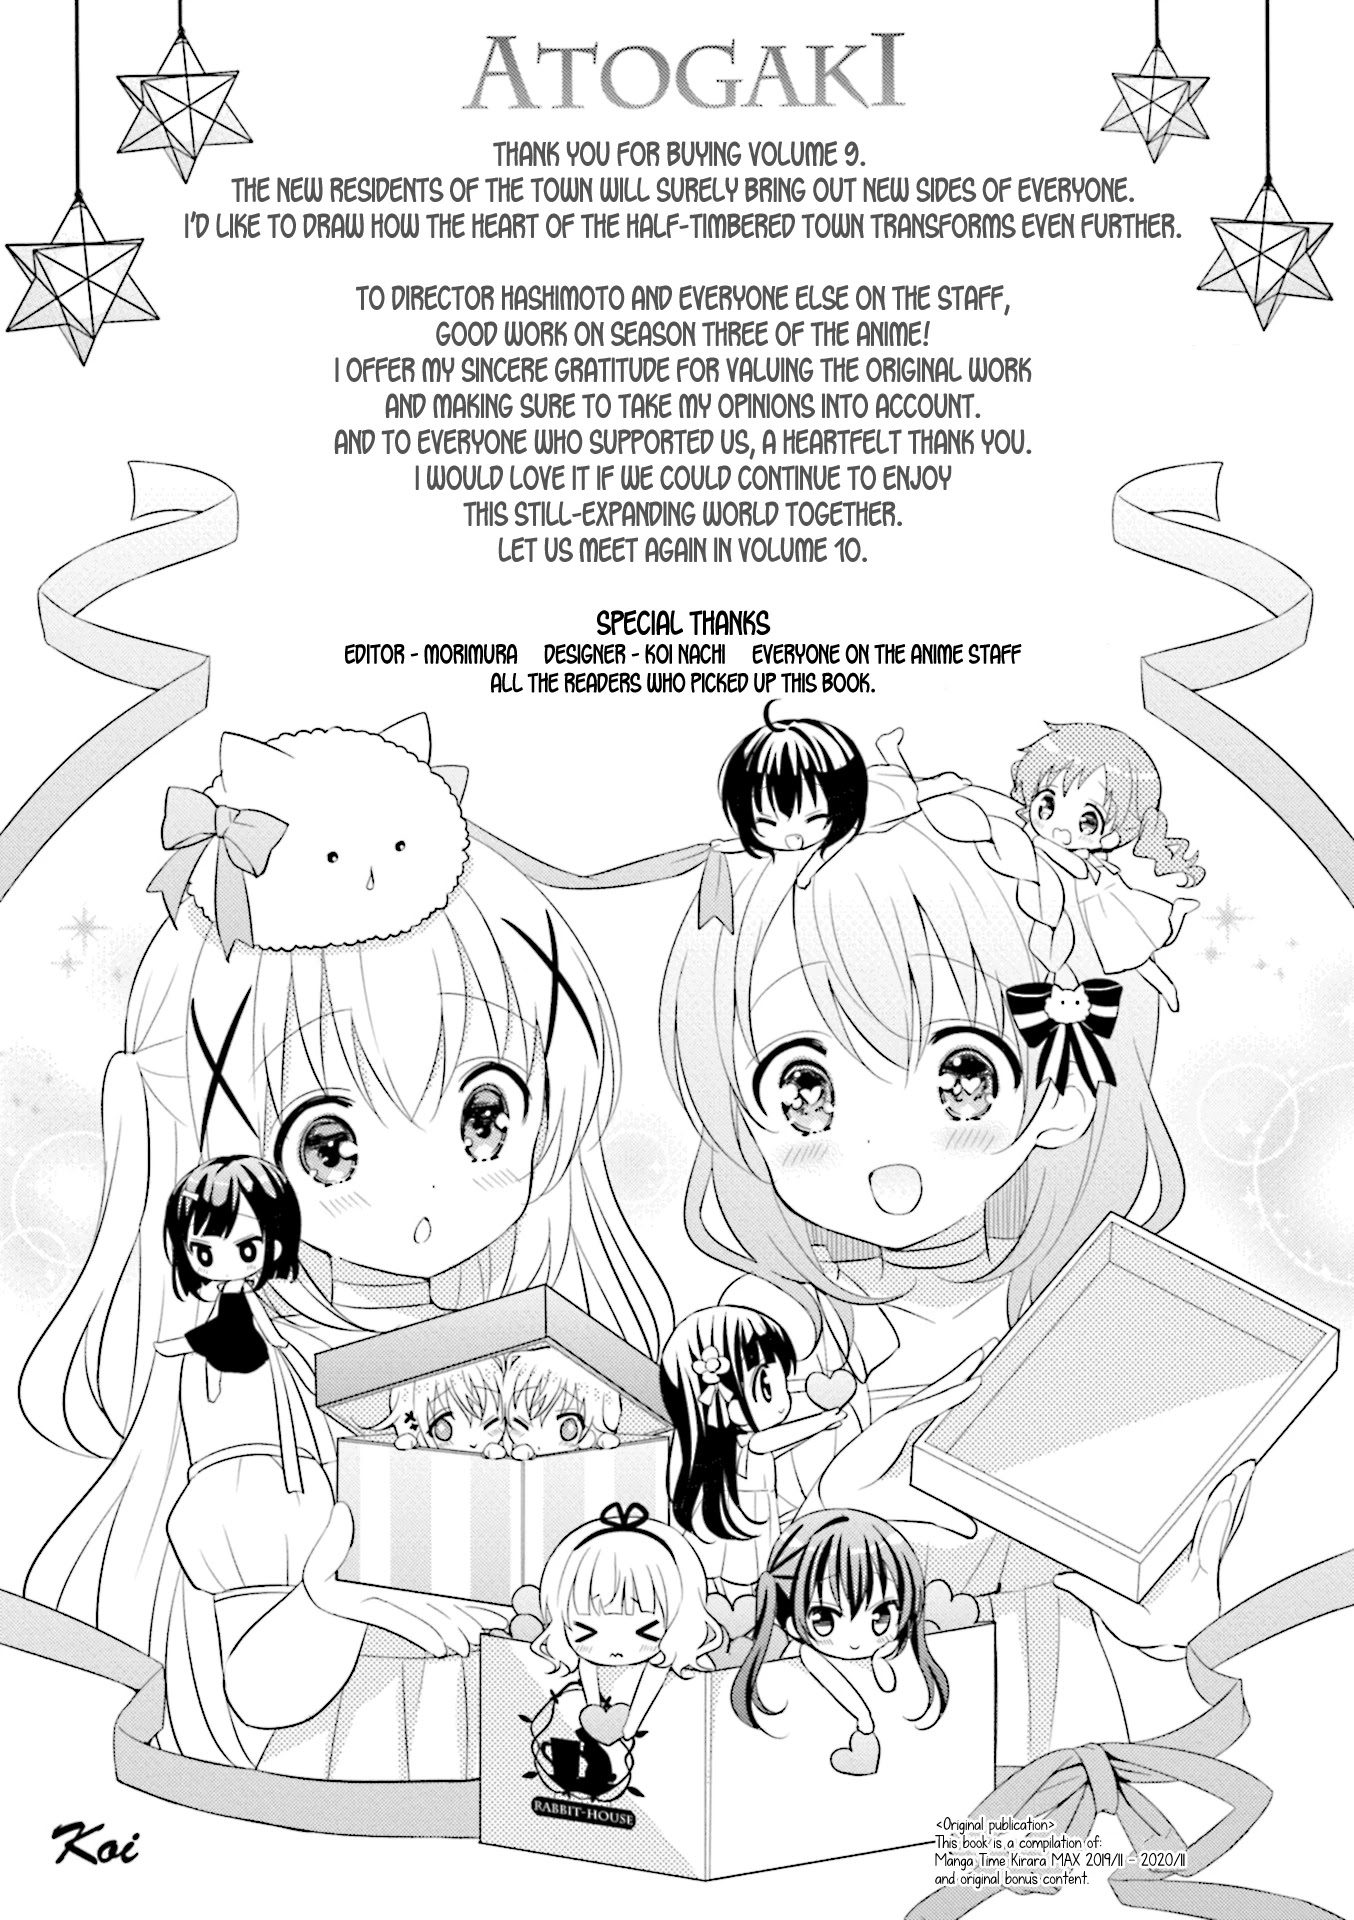 ATOGAKI
THANK YOU FOR BUYING VOLUME 9.
THE NEW RESIDENTS OF THE TOWN WILL SURELY BRING OUT NEW SIDES OF EVERYONE.
I'D LIKE TO DRAW HOW THE HEART OF THE HALF-TIMBERED TOWN TRANSFORMS EVEN FURTHER.
TO DIRECTOR HASHIMOTO AND EVERYONE ELSE ON THE STAFF,
GOOD WORK ON SEASON THREE OF THE ANIME!
I OFFER MY SINCERE GRATITUDE FOR VALUING THE ORIGINAL WORK
AND MAKING SURE TO TAKE MY OPINIONS INTO ACCOUNT.
AND TO EVERYONE WHO SUPPORTED US, A HEARTFELT THANK YOU.
I WOULD LOVE IT IF WE COULD CONTINUE TO ENJOY
THIS STILL-EXPANDING WORLD TOGETHER.
LET US MEET AGAIN IN VOLUME 10.
SPECIAL THANKS
EDITOR - MORIMURA DESIGNER - KOI NACHI EVERYONE ON THE ANIME STAFF
ALL THE READERS WHO PICKED UP THIS BOOK.
RABBIT-HOUSE
Koi
<Original publication>
This book is a compilation of:
Manga Time Kirara MAX 2019/11 - 2020/11
and original bonus content.